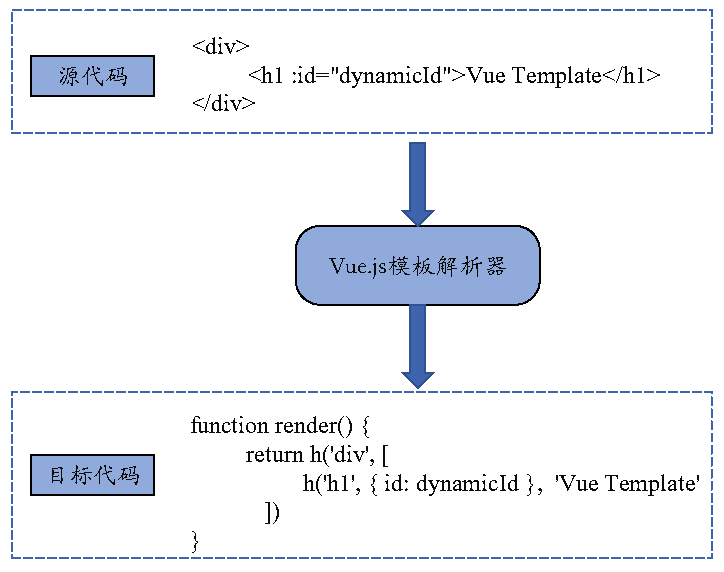 源代码
<div>
<h1 :id="dynamicId">Vue Template</h1>
</div>
Vue.js模板解析器
目标代码
function render() {
return h('div', [
h('h1', { id: dynamicId }, 'Vue Template'
])
}